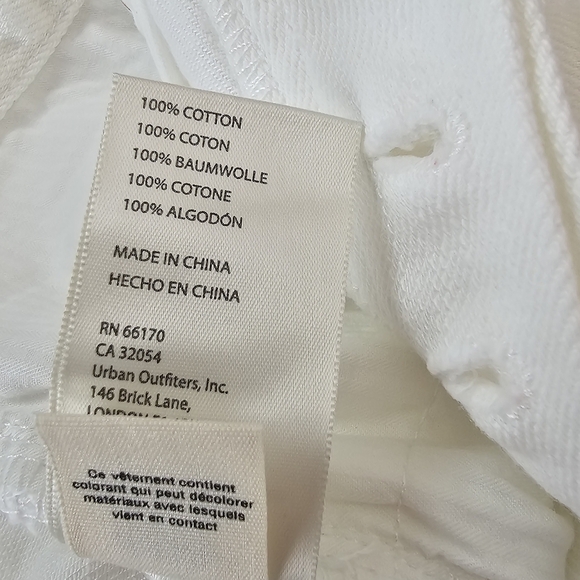 100% COTTON
100% COTON
100% BAUMWOLLE
100% COTONE
100% ALGODÓN
MADE IN CHINA
HECHO EN CHINA
RN 66170
CA 32054
Urban Outfitters, Inc.
146 Brick Lane,
LONDON
Ce vêtement contient
colorant qui peut décolorer
matériaux avec lesquels
vient en contact